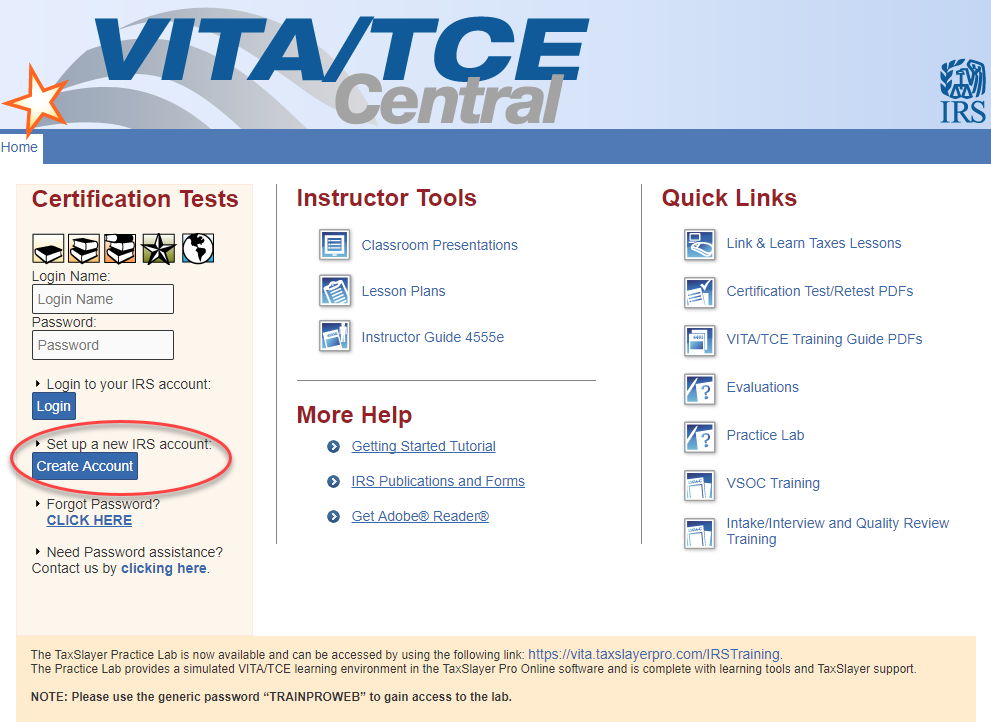 VITA/TCE
Central
IRS
Home
Certification Tests
Login Name:
Login Name
Password:
Password
Login to your IRS account:
Login
Set up a new IRS account:
Create Account
Forgot Password?
CLICK HERE
Need Password assistance?
Contact us by clicking here.
Instructor Tools
Classroom Presentations
Lesson Plans
Instructor Guide 4555e
More Help
Getting Started Tutorial
IRS Publications and Forms
Get Adobe® Reader®
Quick Links
Link & Learn Taxes Lessons
Certification Test/Retest PDFs
VITA/TCE Training Guide PDFs
Evaluations
Practice Lab
VSOC Training
Intake/Interview and Quality Review
Training
The TaxSlayer Practice Lab is now available and can be accessed by using the following link: https://vita.taxslayerpro.com/IRSTraining.
The Practice Lab provides a simulated VITA/TCE learning environment in the TaxSlayer Pro Online software and is complete with learning tools and TaxSlayer support.
NOTE: Please use the generic password “TRAINPROWEB” to gain access to the lab.